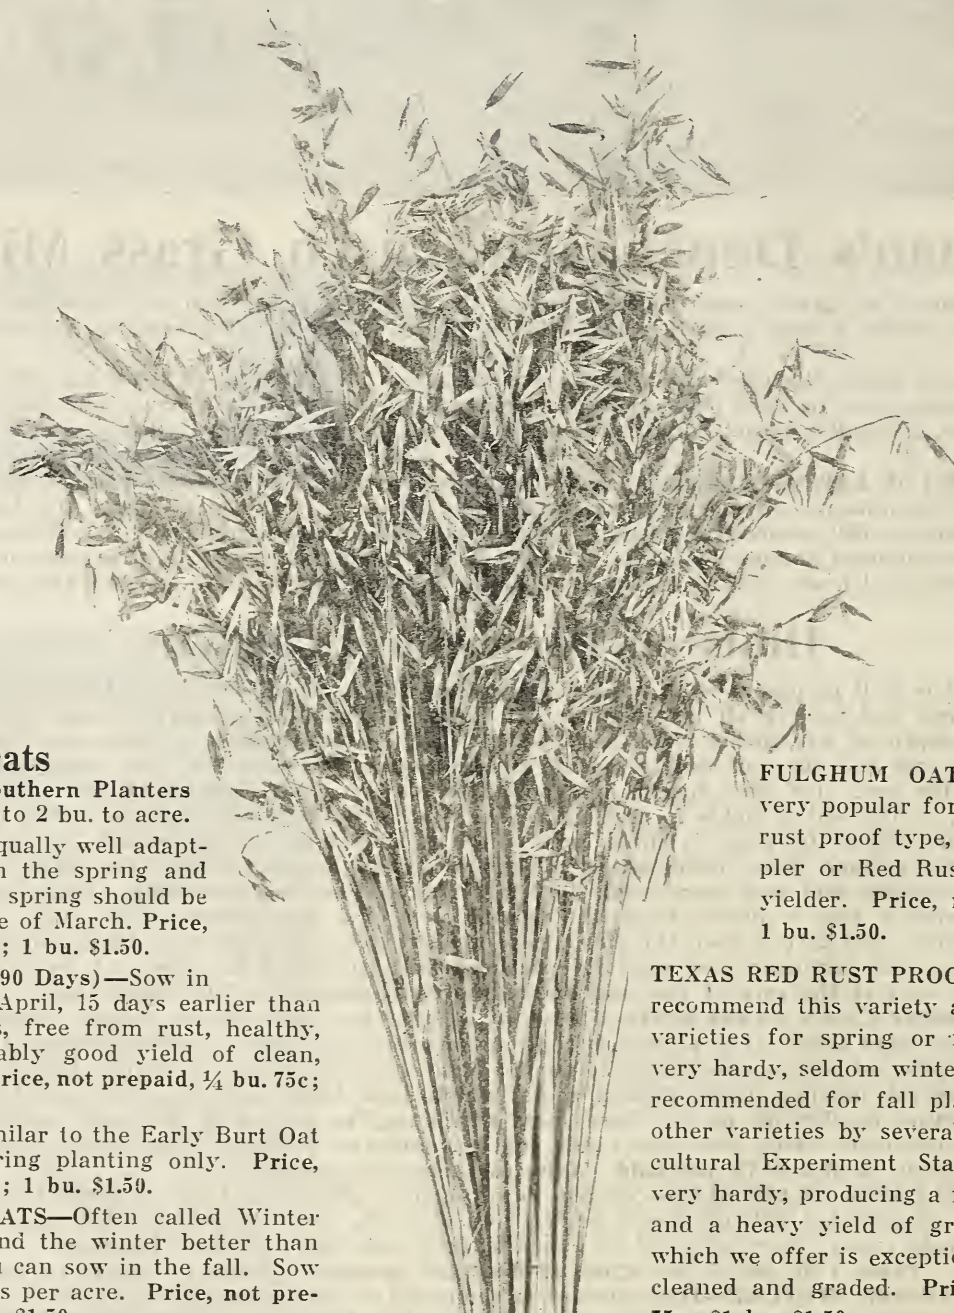 ats
uthern Planters
to 2 bu. to acre.
qually well adapt-
n the spring and
spring should be
e of March. Price,
; 1 bu. $1.50.
90 Days)—Sow in
April, 15 days earlier than
s, free from rust, healthy,
ably good yield of clean,
rice, not prepaid, ¼ bu. 75c;
nilar to the Early Burt Oat
ring planting only. Price,
; 1 bu. $1.50.
ATS—Often called Winter
nd the winter better than
can sow in the fall. Sow
s per acre. Price, not pre-
FULGHUM OAT
very popular for
rust proof type,
pler or Red Rus
yielder. Price,
1 bu. $1.50.
TEXAS RED RUST PROO
recommend this variety a
varieties for spring or
very hardy, seldom winte
recommended for fall pl
other varieties by severa
cultural Experiment Sta
very hardy, producing a
and a heavy yield of gr
which we offer is excepti
cleaned and graded. Pri